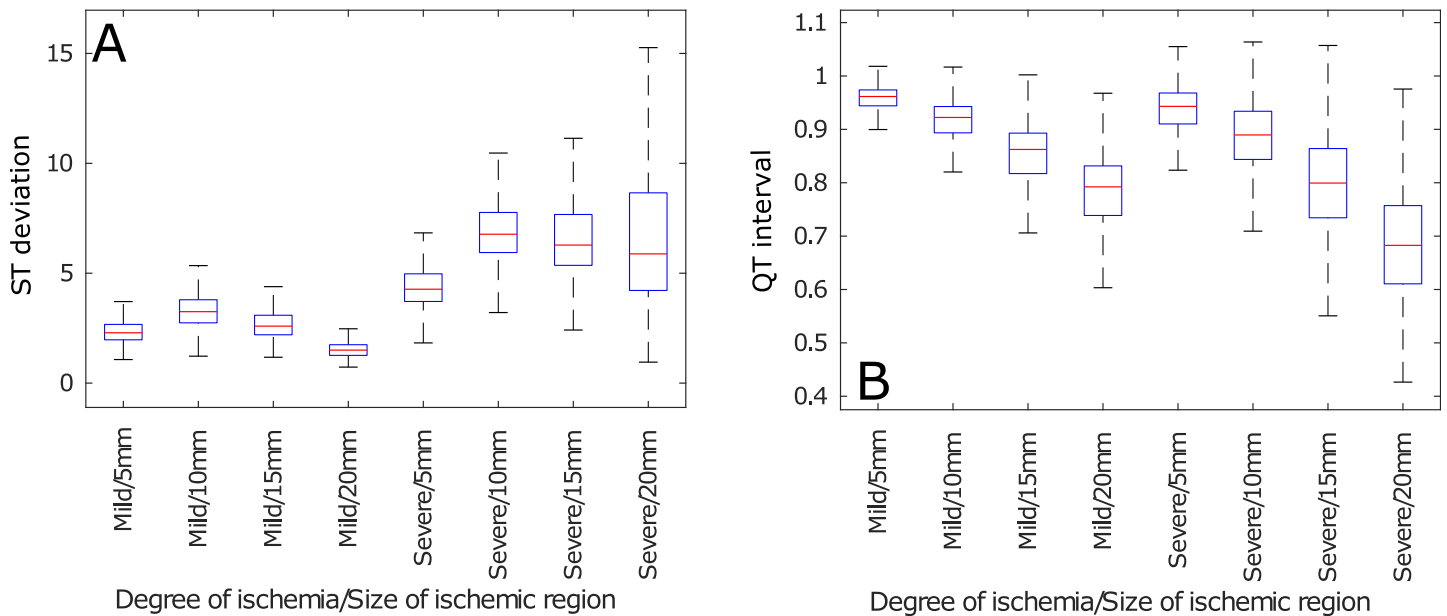 A
ST deviation
15
10
5
0
Mild/5mm
Mild/10mm
Mild/15mm
Mild/20mm
Severe/5mm
Severe/10mm
Severe/15mm
Severe/20mm
Degree of ischemia/Size of ischemic region
B
QT interval
1.1
1
0.9
0.8
0.7
0.6
0.5
0.4
Mild/5mm
Mild/10mm
Mild/15mm
Mild/20mm
Severe/5mm
Severe/10mm
Severe/15mm
Severe/20mm
Degree of ischemia/Size of ischemic region